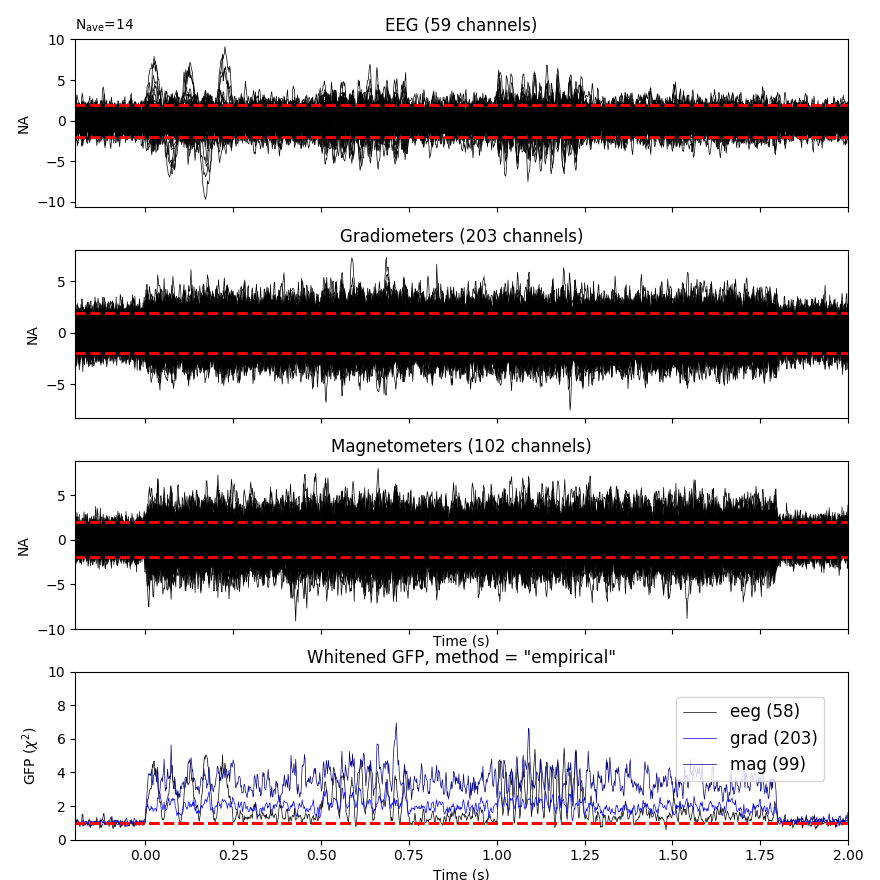 Nave=14
EEG (59 channels)
10
5
0
−5
−10
NA
Gradiometers (203 channels)
5
0
−5
NA
Magnetometers (102 channels)
5
0
−5
−10
NA
Time (s)
Whitened GFP, method = "empirical"
10
8
6
4
2
0
GFP (χ²)
eeg (58)
grad (203)
mag (99)
0.00 0.25 0.50 0.75 1.00 1.25 1.50 1.75 2.00
Time (s)